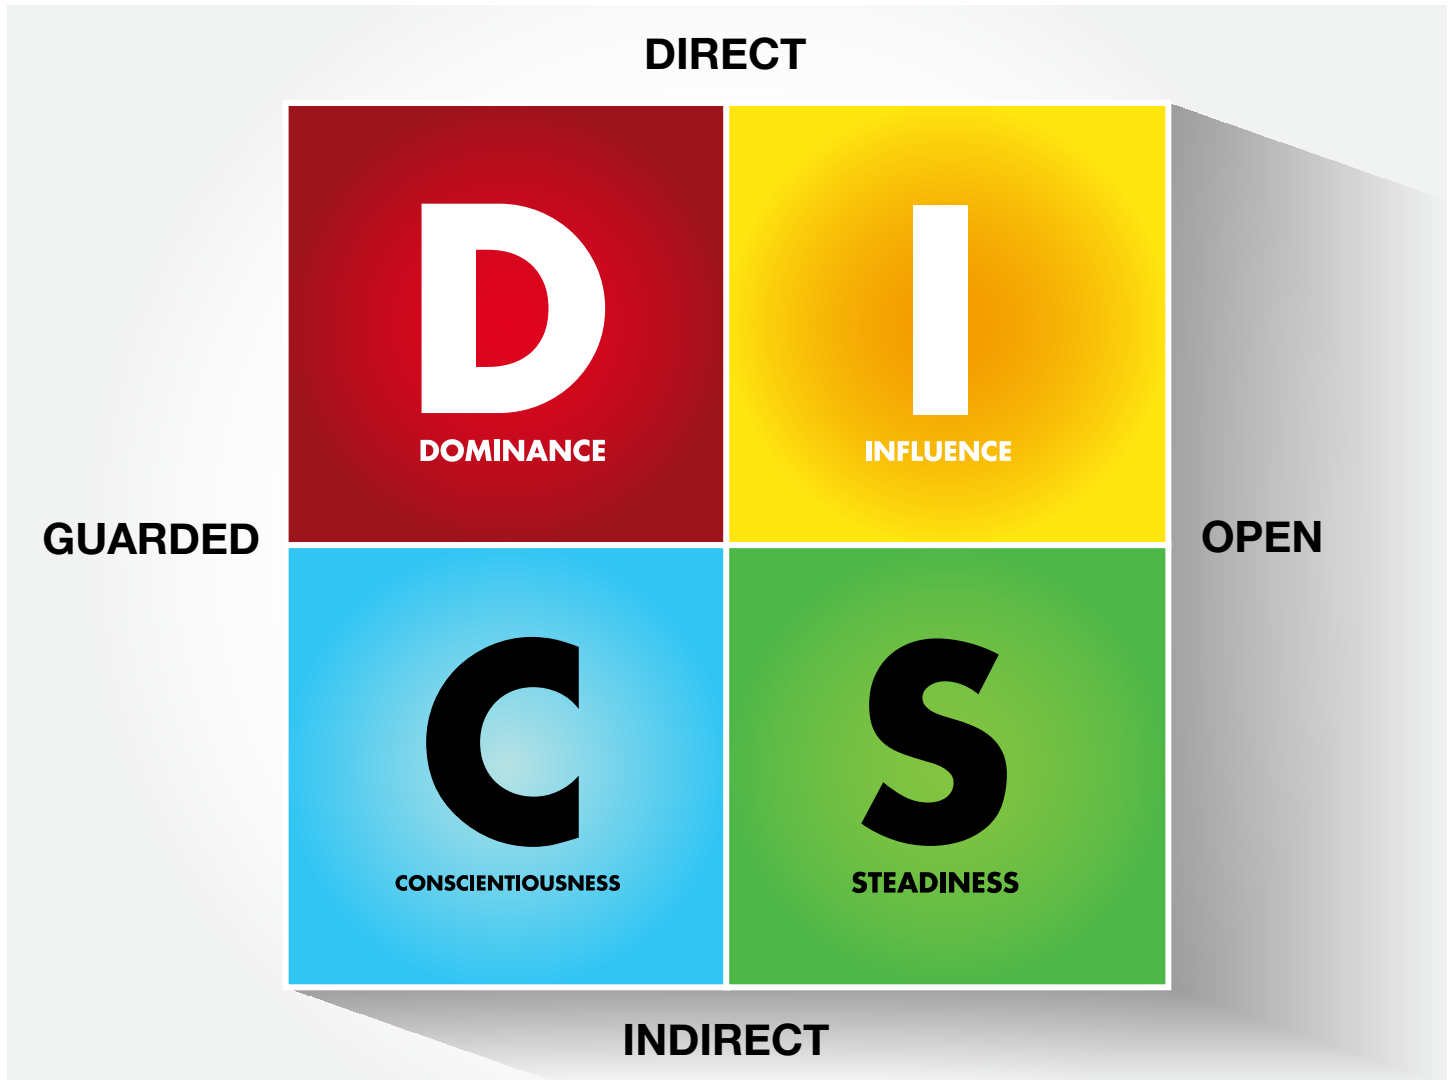 DIRECT
D
I
DOMINANCE
INFLUENCE
GUARDED
OPEN
C
S
CONSCIENTIOUSNESS
STEADINESS
INDIRECT